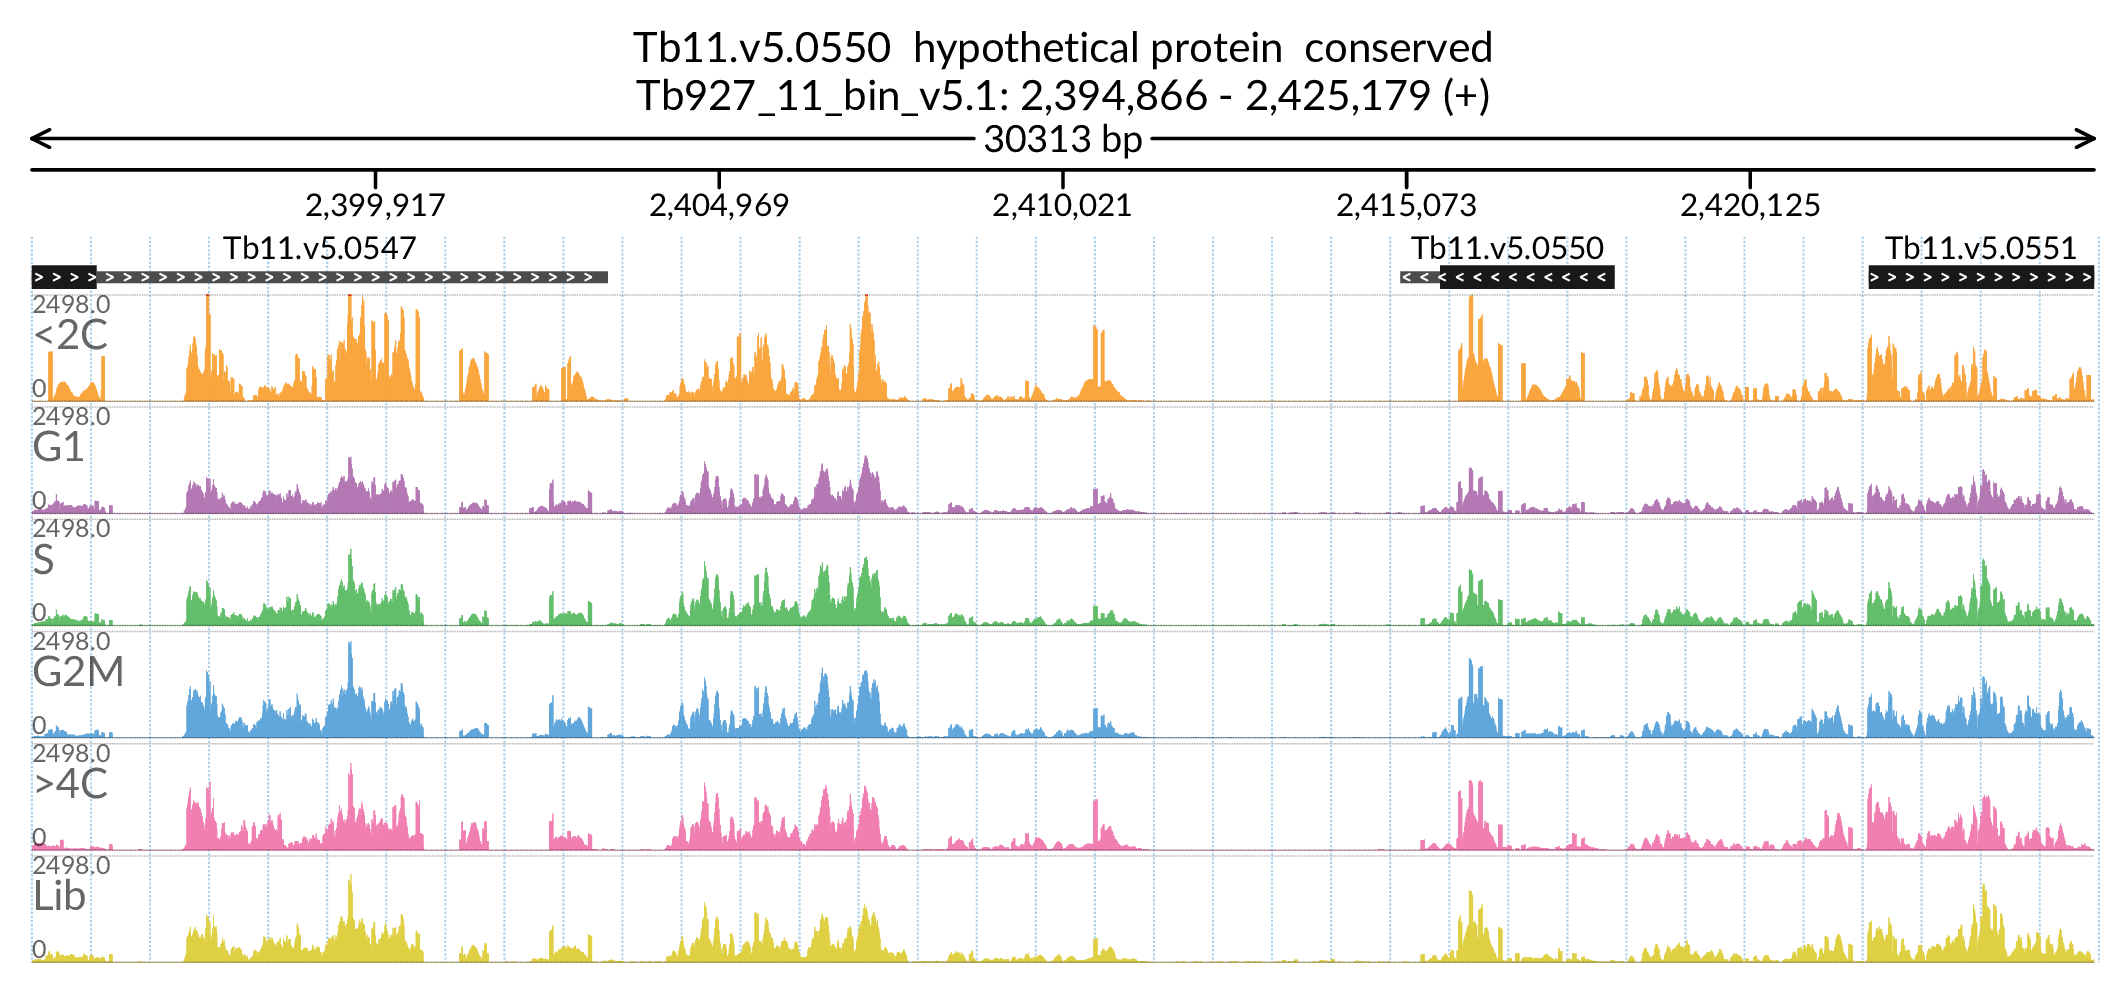 Tb11.v5.0550  hypothetical protein  conserved
Tb927_11_bin_v5.1: 2,394,866 - 2,425,179 (+)
30313 bp
2,399,917 2,404,969 2,410,021 2,415,073 2,420,125
Tb11.v5.0547 Tb11.v5.0550 Tb11.v5.0551
2498.0
<2C
0
2498.0
G1
0
2498.0
S
0
2498.0
G2M
0
2498.0
>4C
0
2498.0
Lib
0